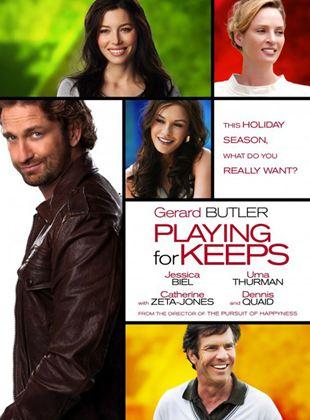 THIS HOLIDAY
SEASON,
WHAT DO YOU
REALLY WANT?
GERARD BUTLER
PLAYING
for KEEPS
Jessica
BIEL
Uma
THURMAN
Catherine
with ZETA-JONES
Dennis
and QUAID
FROM THE DIRECTOR OF THE PURSUIT OF HAPPYNESS